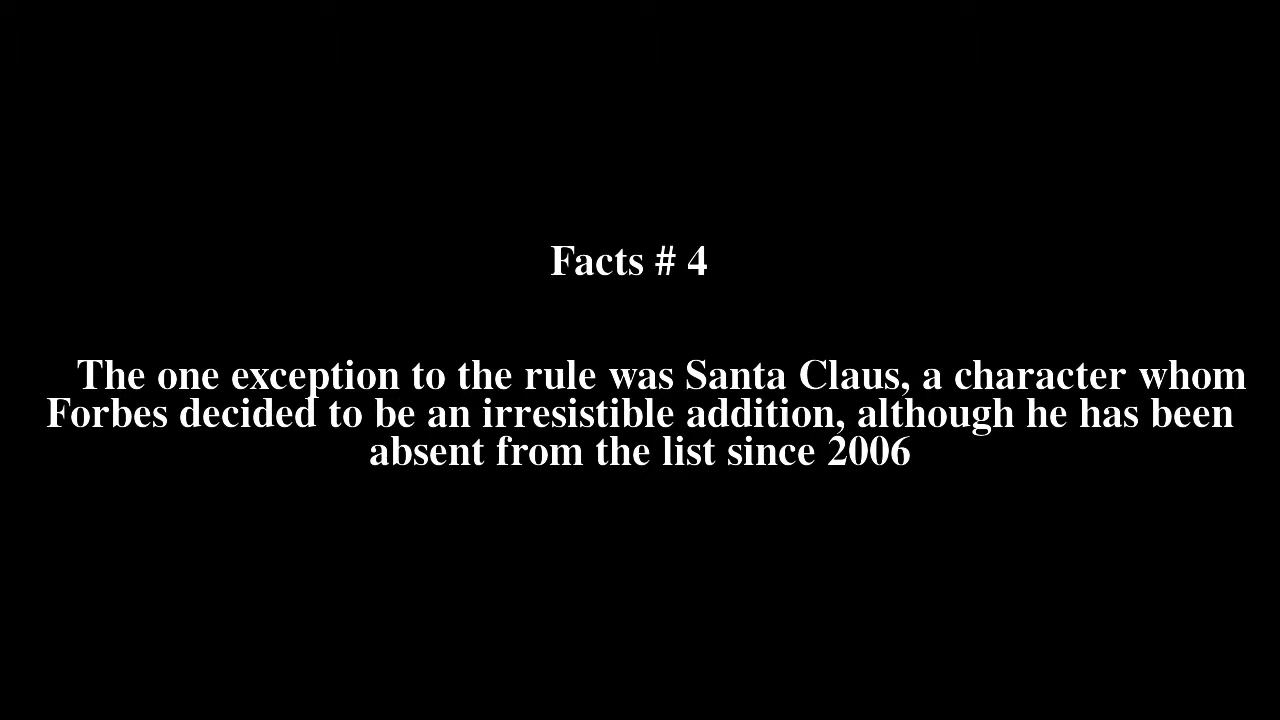 Facts # 4
The one exception to the rule was Santa Claus, a character whom
Forbes decided to be an irresistible addition, although he has been
absent from the list since 2006